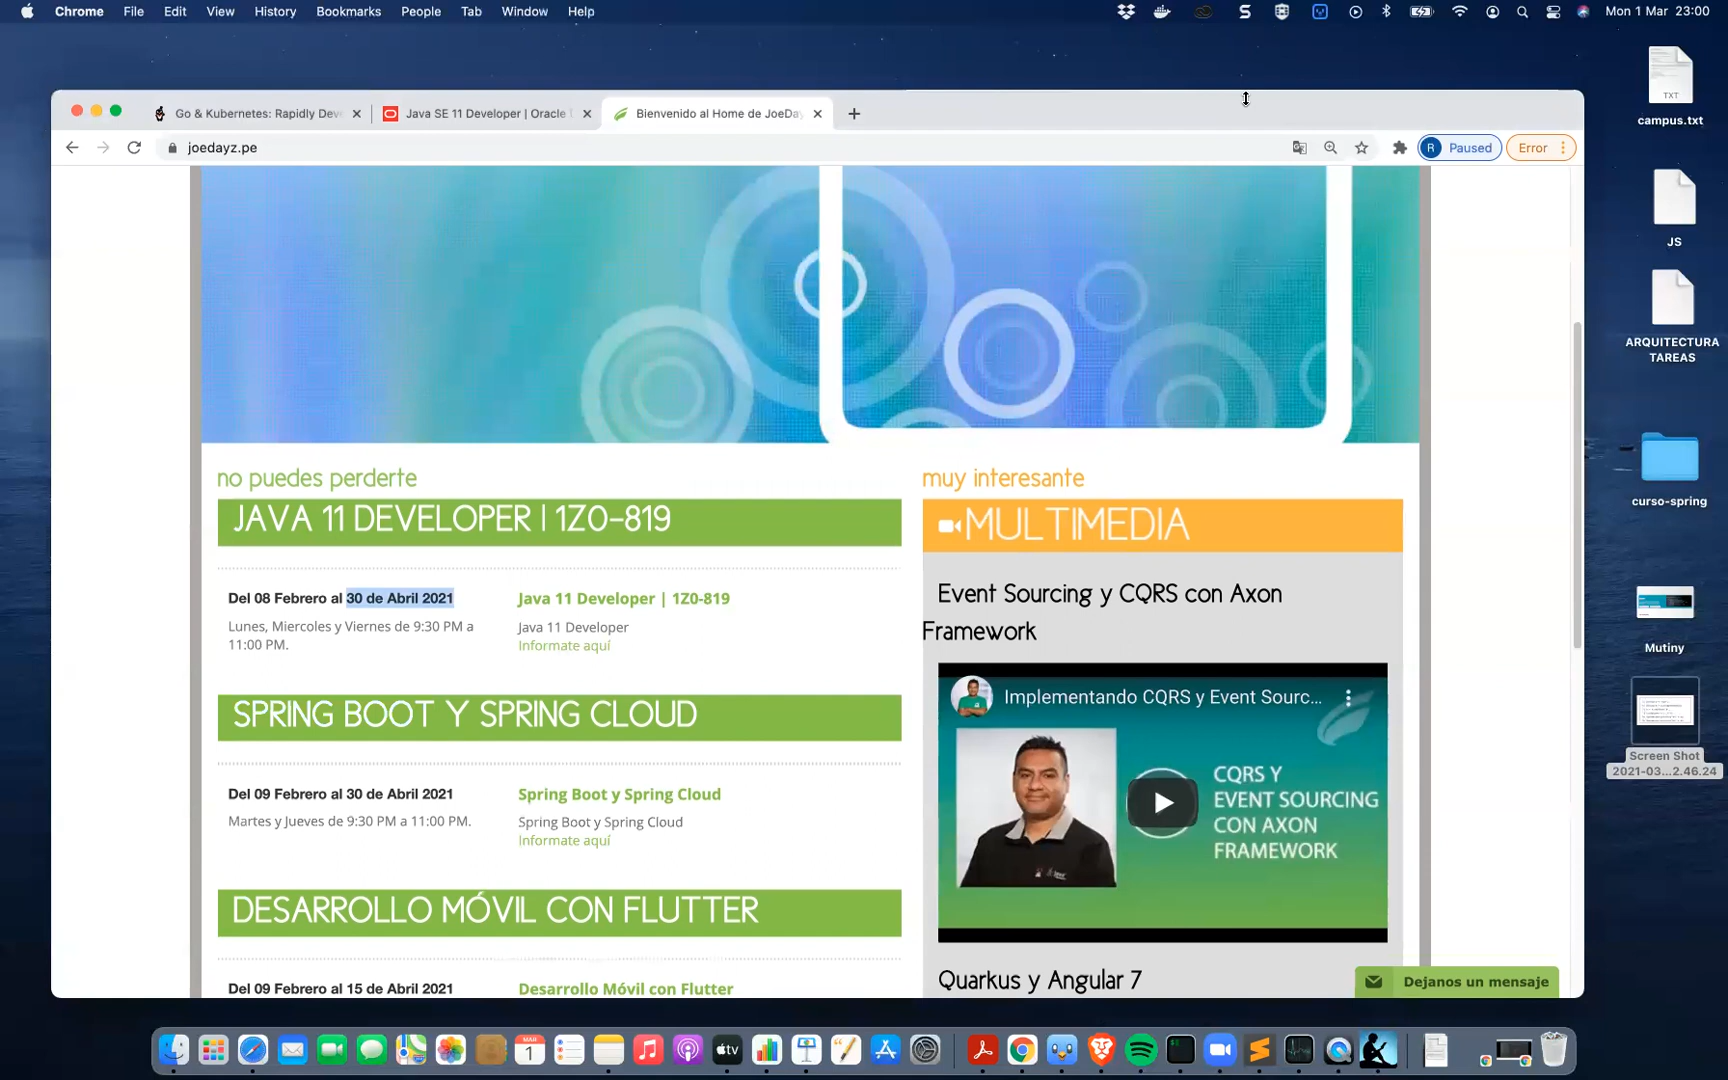 Chrome File Edit View History Bookmarks People Tab Window Help
Mon 1 Mar 23:00
Go & Kubernetes: Rapidly Deve
Java SE 11 Developer | Oracle
Bienvenido al Home de JoeDay
joedayz.pe
R Paused
Error
no puedes perderte
JAVA 11 DEVELOPER | 1Z0-819
Del 08 Febrero al 30 de Abril 2021
Lunes, Miercoles y Viernes de 9:30 PM a
11:00 PM.
Java 11 Developer | 1Z0-819
Java 11 Developer
Informate aquí
SPRING BOOT Y SPRING CLOUD
Del 09 Febrero al 30 de Abril 2021
Martes y Jueves de 9:30 PM a 11:00 PM.
Spring Boot y Spring Cloud
Spring Boot y Spring Cloud
Informate aquí
DESARROLLO MÓVIL CON FLUTTER
Del 09 Febrero al 15 de Abril 2021
Desarrollo Móvil con Flutter
muy interesante
MULTIMEDIA
Event Sourcing y CQRS con Axon
Framework
Implementando CQRS y Event Sourc...
CQRS Y
EVENT SOURCING
CON AXON
FRAMEWORK
Quarkus y Angular 7
Dejanos un mensaje
TXT
campus.txt
JS
ARQUITECTURA
TAREAS
curso-spring
Mutiny
Screen Shot
2021-03...2.46.24
MAR
1
tv